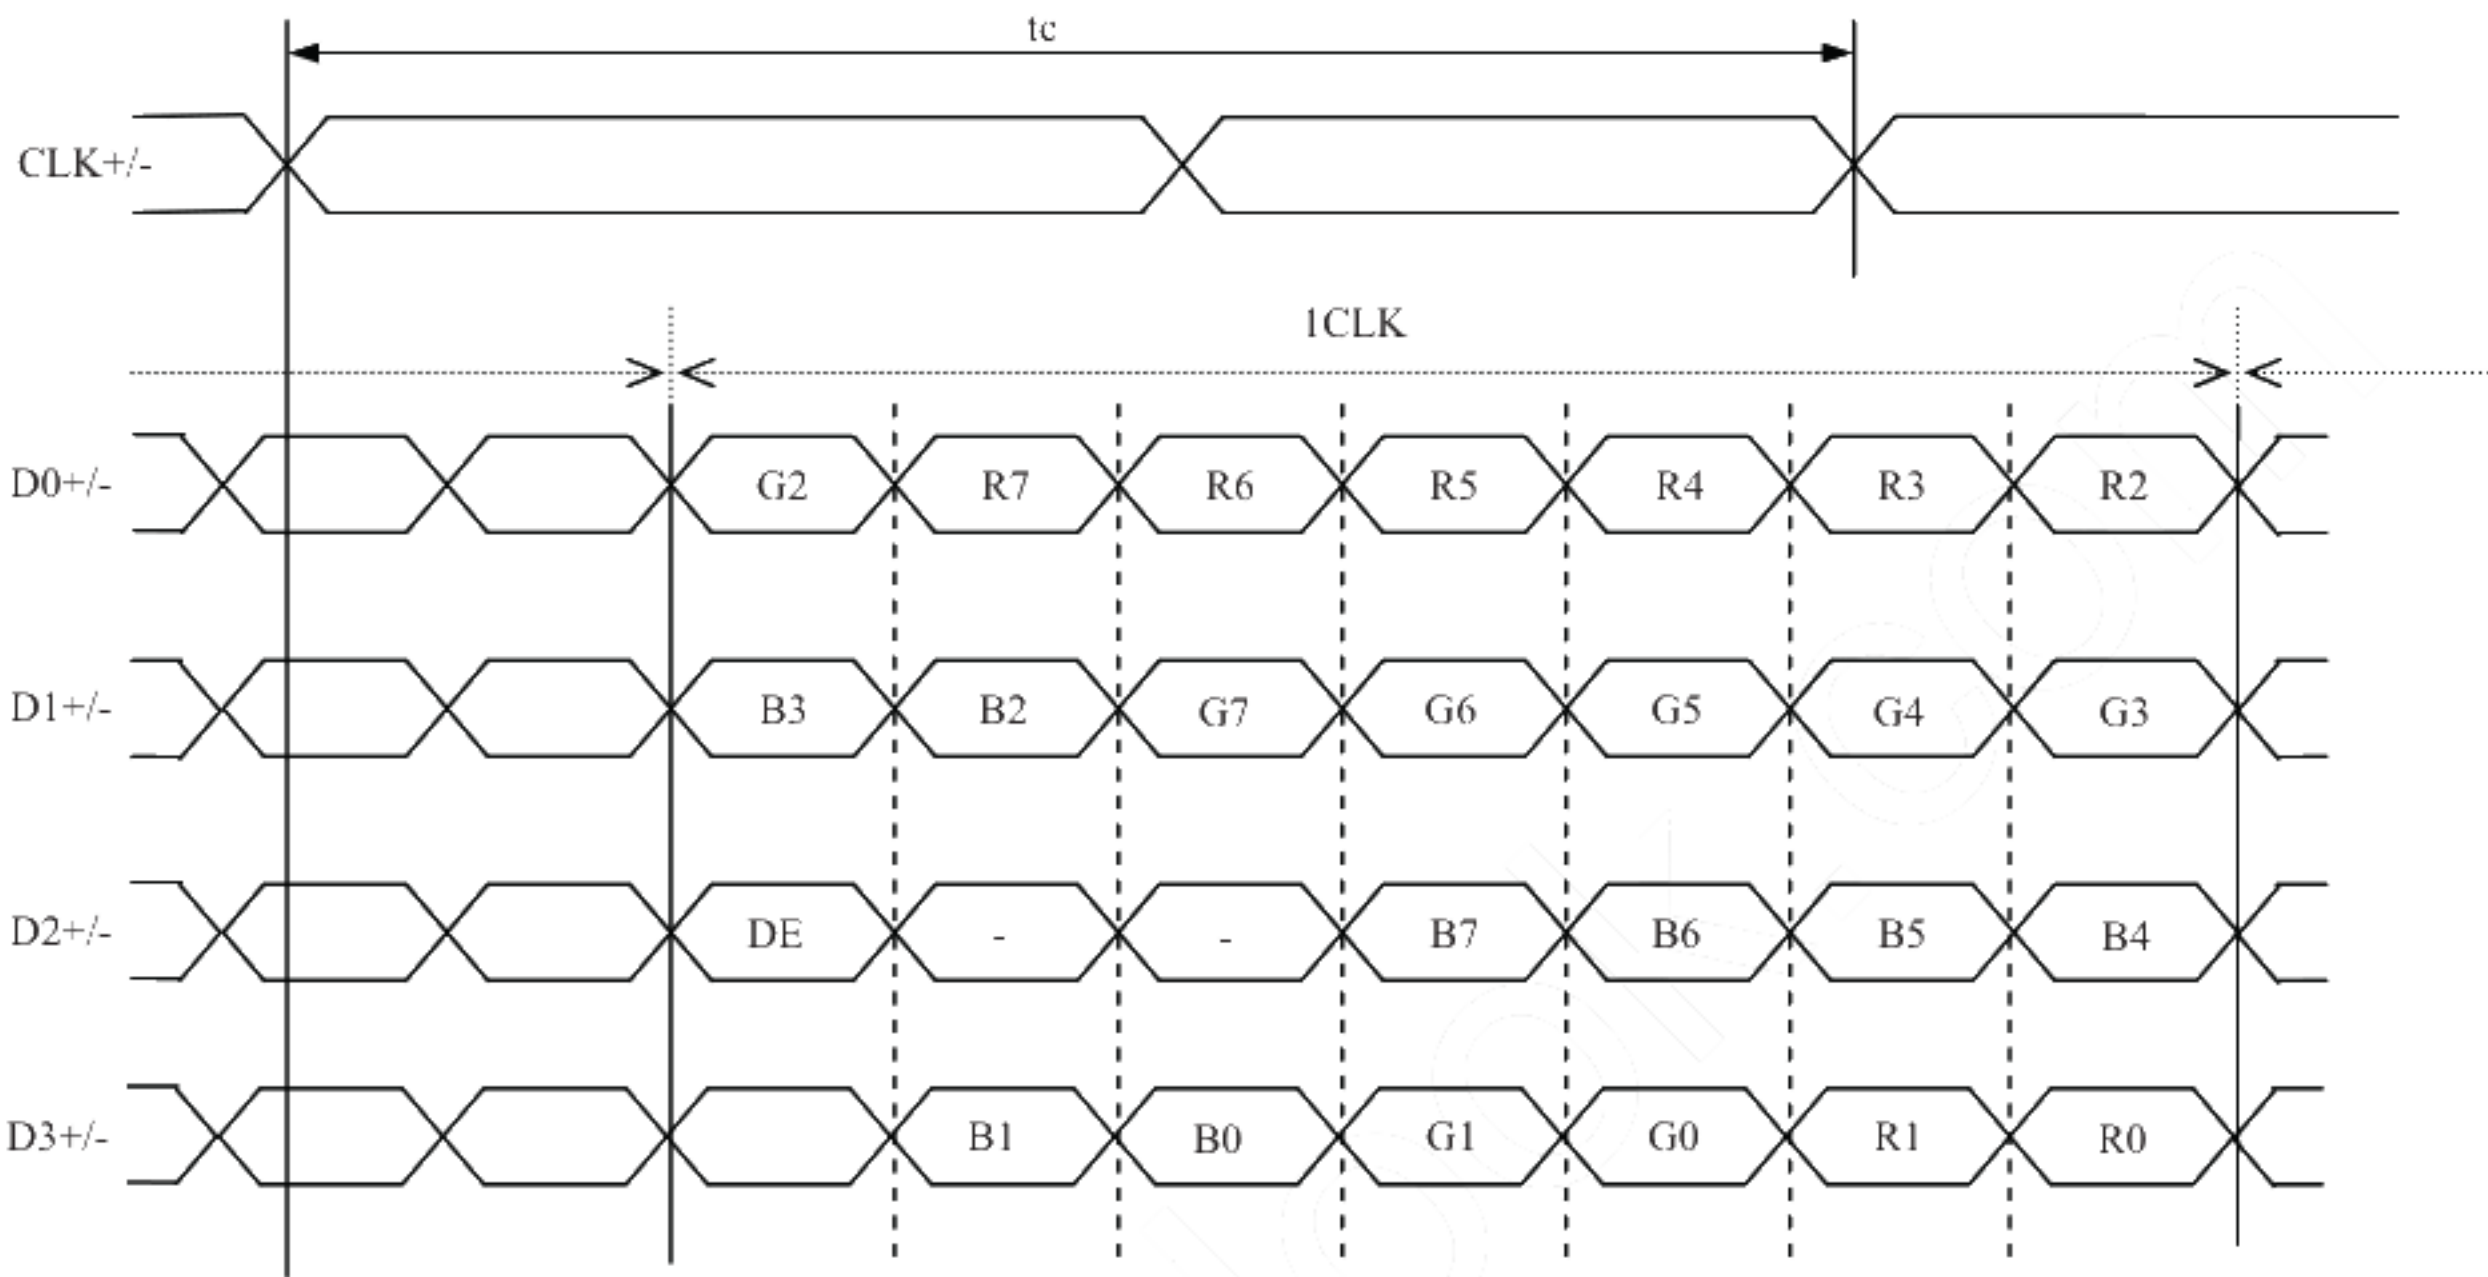 tc
CLK+/-
1CLK
D0+/- G2 R7 R6 R5 R4 R3 R2
D1+/- B3 B2 G7 G6 G5 G4 G3
D2+/- DE - - B7 B6 B5 B4
D3+/- B1 B0 G1 G0 R1 R0